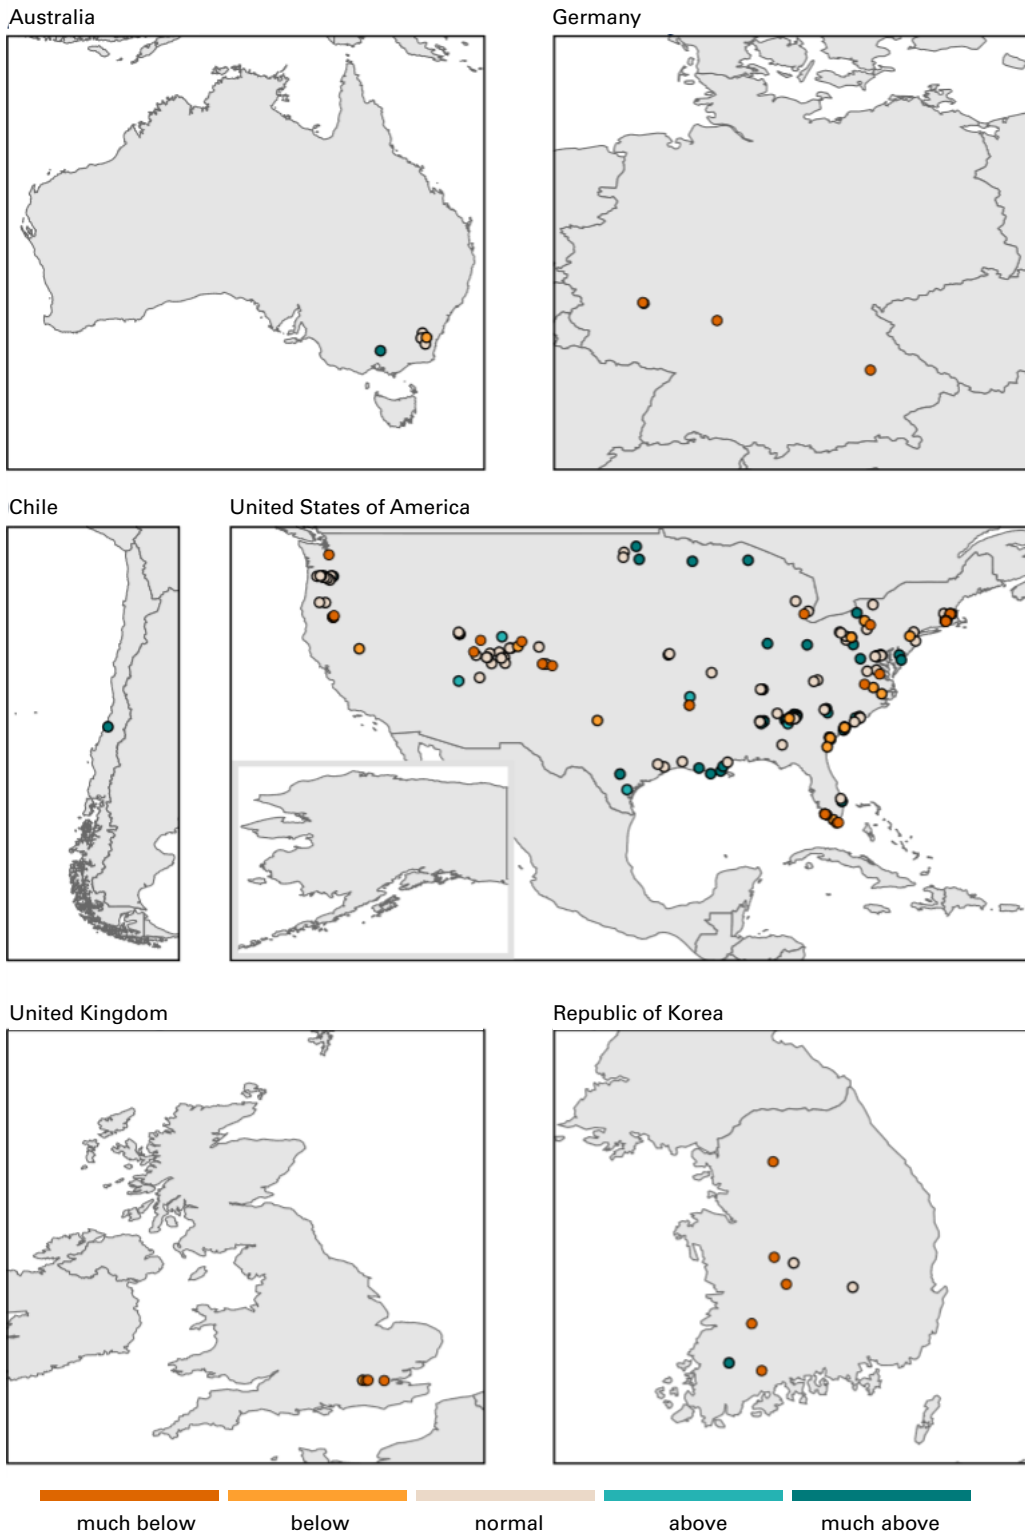 Australia
Germany
Chile
United States of America
United Kingdom
Republic of Korea
much below
below
normal
above
much above